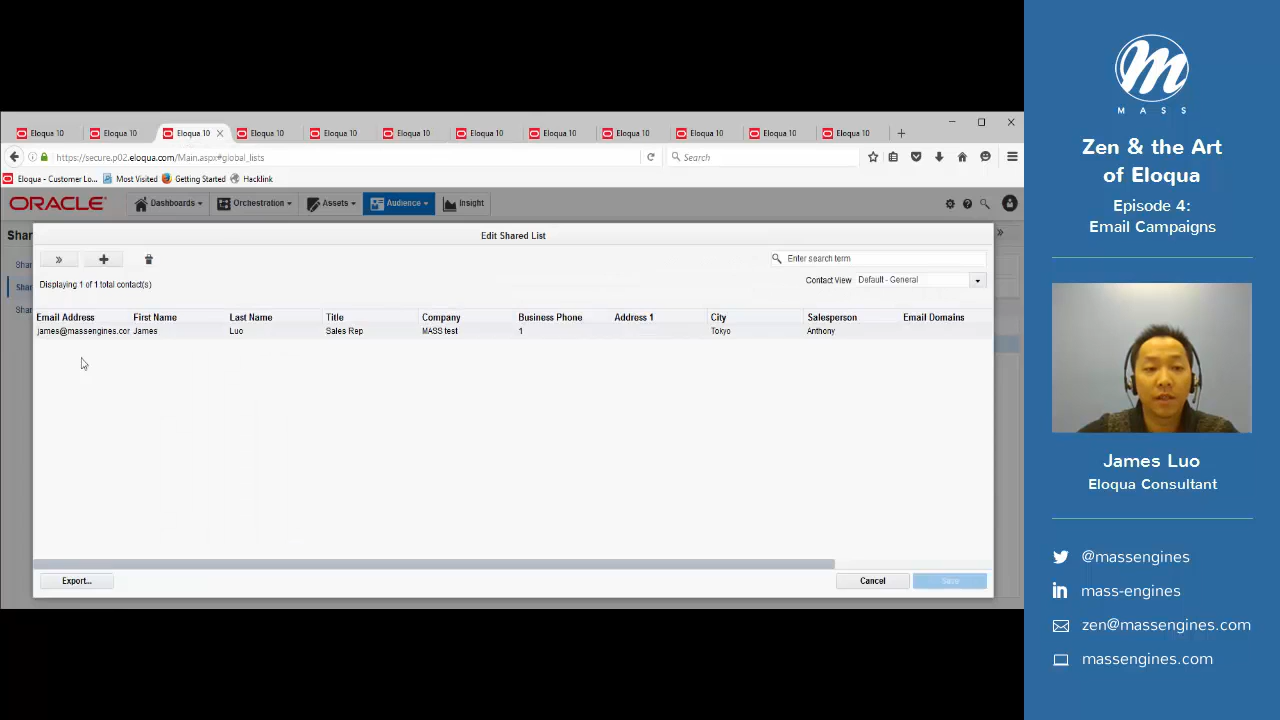 Eloqua 10
Eloqua 10
Eloqua 10
Eloqua 10
Eloqua 10
Eloqua 10
Eloqua 10
Eloqua 10
Eloqua 10
Eloqua 10
Eloqua 10
Eloqua 10
https://secure.p02.eloqua.com/Main.aspx#global_lists
Search
Eloqua - Customer Lo...
Most Visited
Getting Started
Hacklink
ORACLE
Dashboards
Orchestration
Assets
Audience
Insight
Shar
Shar
Shar
Shar
Edit Shared List
Enter search term
Displaying 1 of 1 total contact(s)
Contact View
Default - General
Email Address First Name Last Name Title Company Business Phone Address 1 City Salesperson Email Domains
james@massengines.cor James Luo Sales Rep MASS test 1 Tokyo Anthony
Export...
Cancel
Save
M
MASS
Zen & the Art
of Eloqua
Episode 4:
Email Campaigns
James Luo
Eloqua Consultant
@massengines
mass-engines
zen@massengines.com
massengines.com